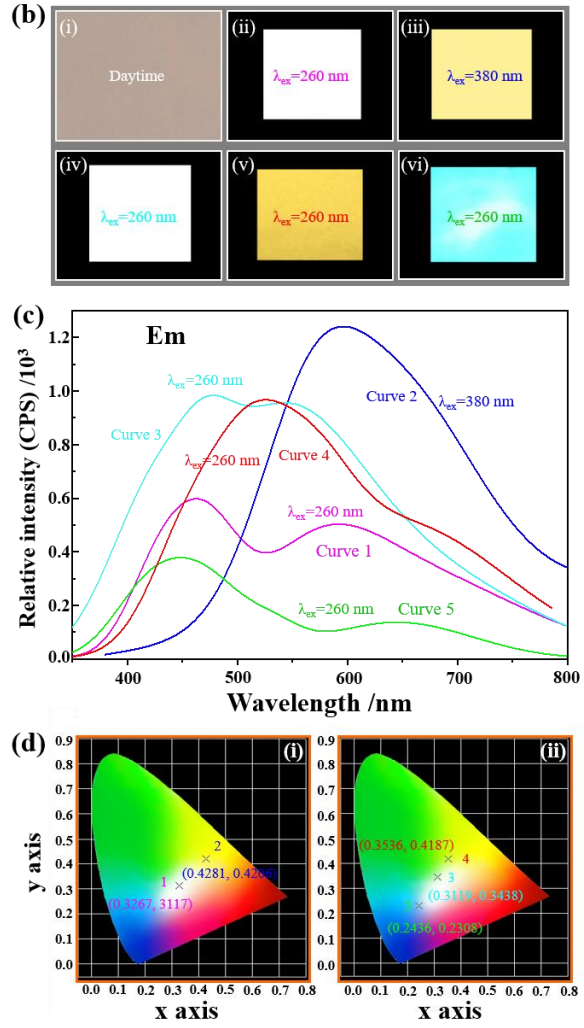 (b)
(i)
Daytime
(ii)
λex=260 nm
(iii)
λex=380 nm
(iv)
λex=260 nm
(v)
λex=260 nm
(vi)
λex=260 nm
(c)
Em
λex=260 nm
Curve 3
λex=260 nm
Curve 4
Curve 2
λex=380 nm
λex=260 nm
Curve 1
λex=260 nm
Curve 5
Relative intensity (CPS) /10³
1.2
1.0
0.8
0.6
0.4
0.2
0.0
400 500 600 700 800
Wavelength /nm
(d)
(i)
0.9
0.8
0.7
0.6
0.5
0.4
0.3
0.2
0.1
0.0
y axis
2
(0.4281, 0.4206)
1
(0.3267, 3117)
0.0 0.1 0.2 0.3 0.4 0.5 0.6 0.7 0.8
x axis
(ii)
0.9
0.8
0.7
0.6
0.5
0.4
0.3
0.2
0.1
0.0
(0.3536, 0.4187)
4
3
(0.3119, 0.3438)
(0.2436, 0.2308)
0.0 0.1 0.2 0.3 0.4 0.5 0.6 0.7 0.8
x axis